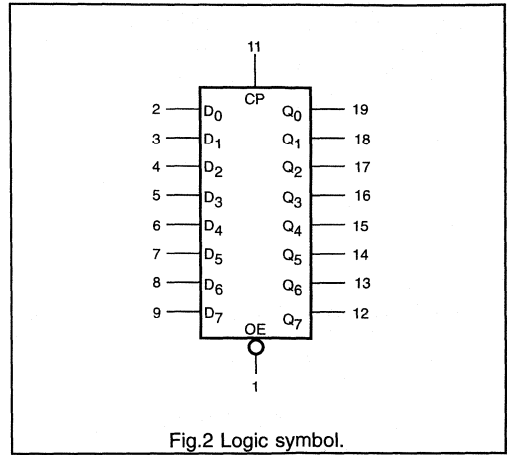 11
CP
2 D0 Q0 19
3 D1 Q1 18
4 D2 Q2 17
5 D3 Q3 16
6 D4 Q4 15
7 D5 Q5 14
8 D6 Q6 13
9 D7 Q7 12
OE
1
Fig.2 Logic symbol.